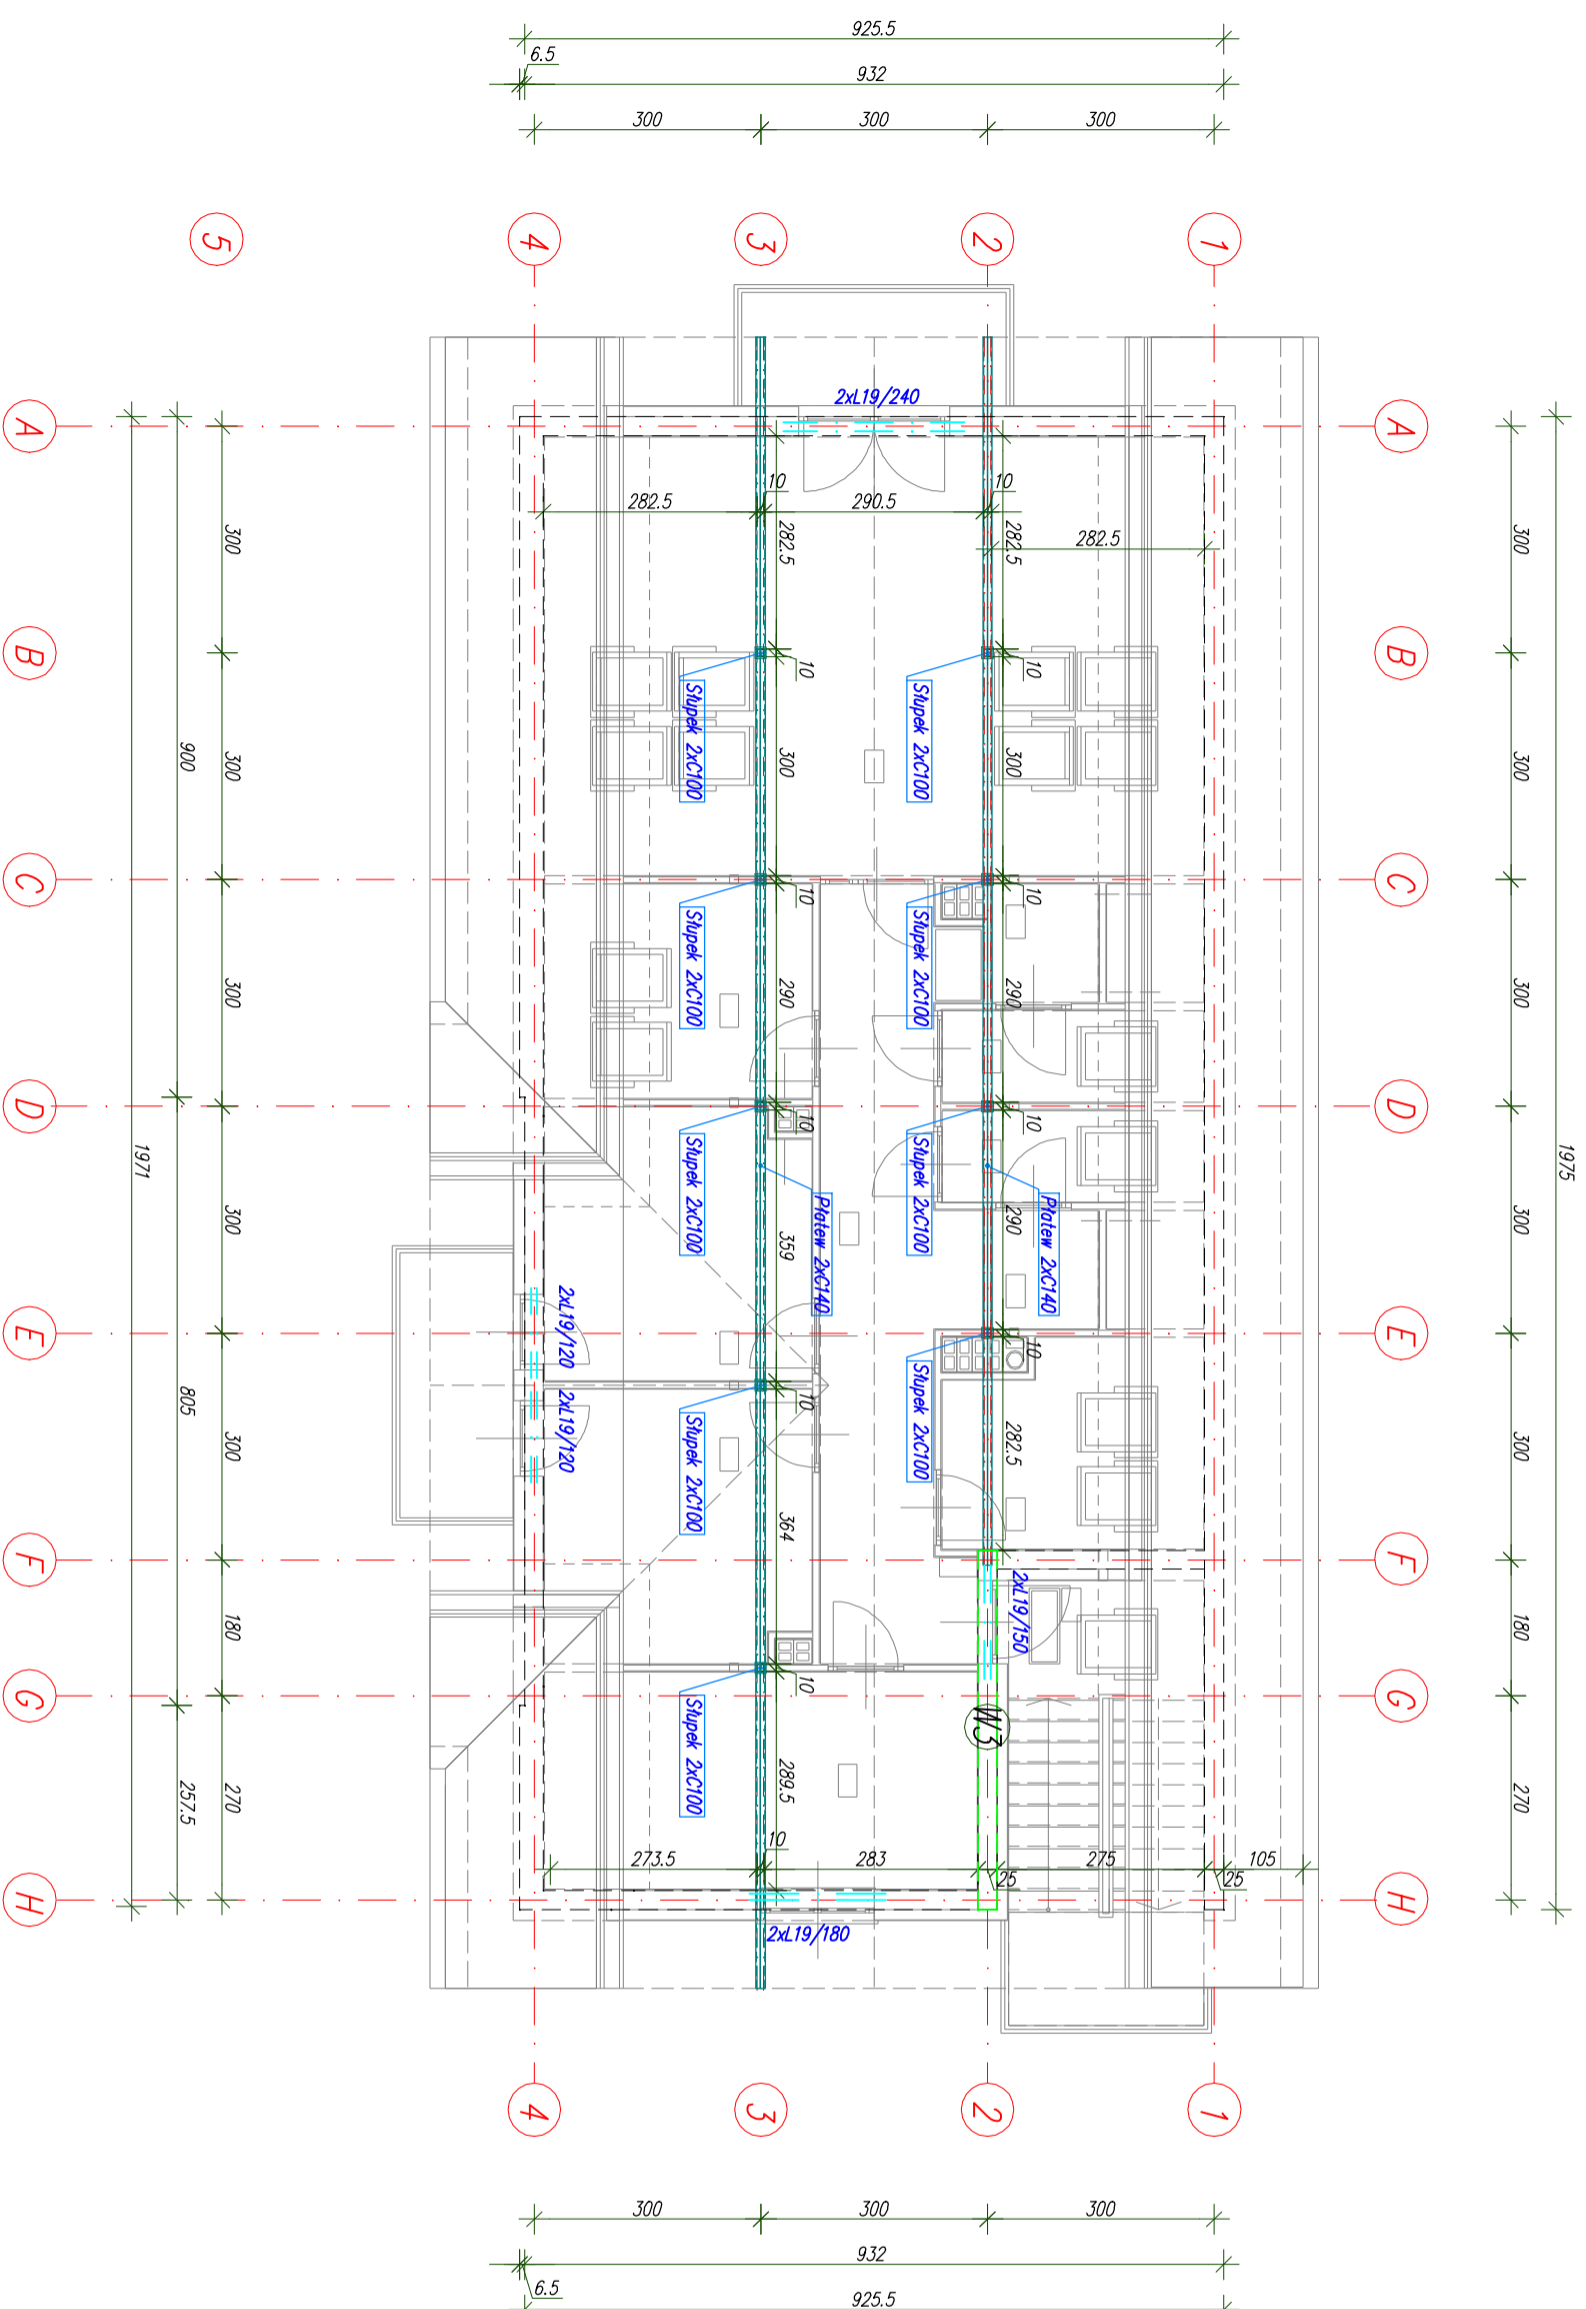 925.5
6.5
932
300
300
300
5
4
3
2
1
2xL19/240
A
A
10
10
282.5
290.5
282.5
282.5
282.5
300
300
10
10
B
B
Słupek 2xC100
Słupek 2xC100
900
300
300
300
300
1975
C
C
10
10
Słupek 2xC100
Słupek 2xC100
300
290
290
300
D
D
10
10
1971
Słupek 2xC100
Słupek 2xC100
Płatew 2xC140
Płatew 2xC140
300
359
290
300
E
E
2xL19/120
10
805
2xL19/120
10
Słupek 2xC100
Słupek 2xC100
300
282.5
300
364
F
F
2xL19/150
180
180
G
G
10
W3
Słupek 2xC100
257.5
270
289.5
270
10
273.5
283
275
105
25
25
H
H
2xL19/180
4
3
2
1
300
300
300
932
6.5
925.5